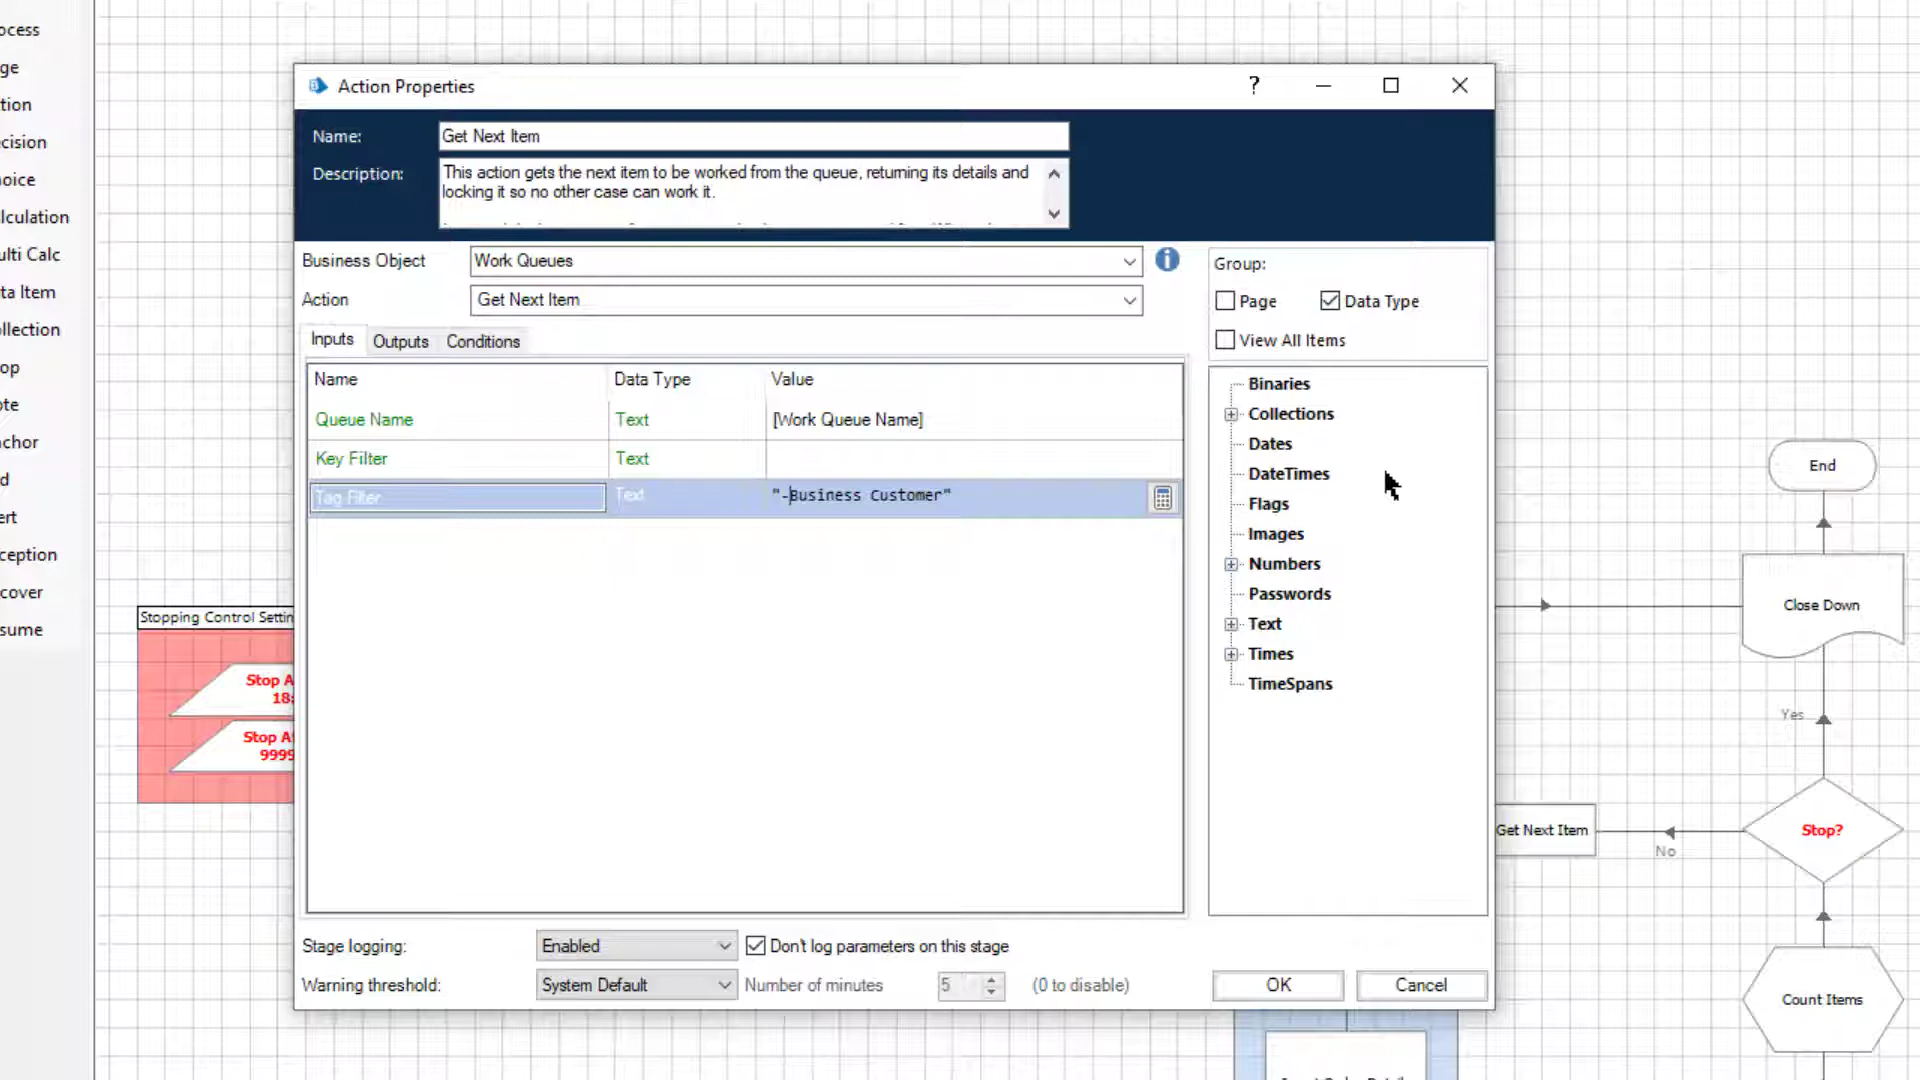 ocess
ge
tion
cision
oice
lculation
ulti Calc
ta Item
llection
op
ote
nchor
d
ert
ception
cover
sume
Stopping Control Settin
Stop A
18:
Stop A
9999
Action Properties
?
Name:
Get Next Item
Description:
This action gets the next item to be worked from the queue, returning its details and
locking it so no other case can work it.
Business Object
Work Queues
Action
Get Next Item
Inputs
Outputs
Conditions
Name
Data Type
Value
Queue Name
Text
[Work Queue Name]
Key Filter
Text
Tag Filter
Text
"-Business Customer"
Group:
Page
Data Type
View All Items
Binaries
Collections
Dates
DateTimes
Flags
Images
Numbers
Passwords
Text
Times
TimeSpans
Stage logging:
Enabled
Don't log parameters on this stage
Warning threshold:
System Default
Number of minutes
5
(0 to disable)
OK
Cancel
End
Close Down
Yes
Stop?
No
Get Next Item
Count Items